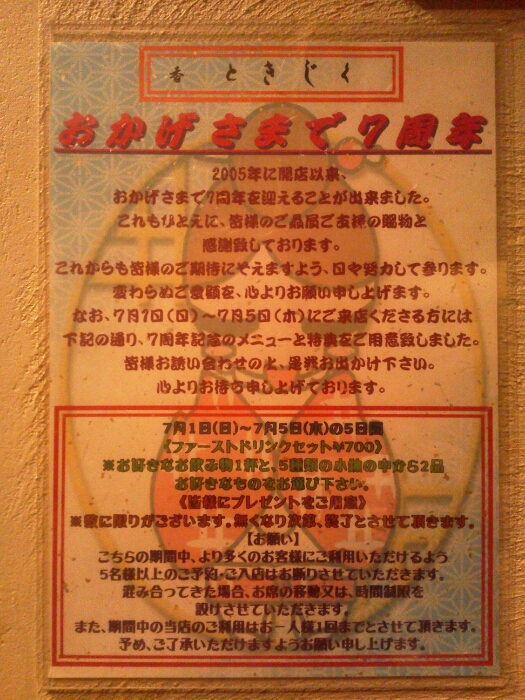 香 ときじく
おかげさまで7周年
2005年に開店以来、
おかげさまで7周年を迎えることが出来ました。
これもひとえに、皆様のご品展ご支援の賜物と
感謝致しております。
これからも皆様のご期待にそえますよう、日々努力して参ります。
変わらぬご愛顧を、心よりお願い申し上げます。
なお、7月1日(日)〜7月5日(木)にご来店くださる方には
下記の通り、7周年記念のメニューと特典をご用意致しました。
皆様お誘い合わせのと、是非お出かけ下さい。
心よりお待ち申し上げております。
7月1日(日)〜7月5日(木)の5日間
《ファーストドリンクセット¥700》
※お好きなお飲み物1杯と、5種類の小鉢の中から2品
お好きなものをお選び下さい。
《皆様にプレゼントをご用意》
※数に限りがございます。無くなり次第、終了とさせて頂きます。
【お願い】
こちらの期間中、より多くのお客様にご利用いただけるよう
5名様以上のご予約・ご入店はお断りさせていただきます。
混み合ってきた場合、お席の移動又は、時間制限を
設けさせていただきます。
また、期間中の当店のご利用はお一人様1回までとさせて頂きます。
予め、ご了承いただけますようお願い申し上げます。